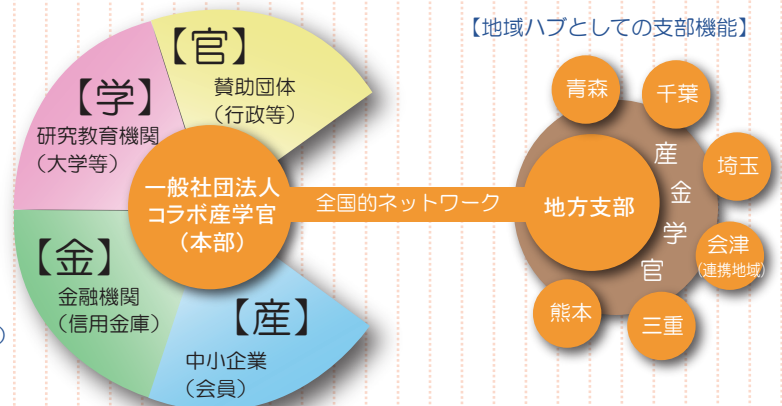 【官】
賛助団体
（行政等）
【学】
研究教育機関
（大学等）
一般社団法人
コラボ産学官
（本部）
【金】
金融機関
（信用金庫）
【産】
中小企業
（会員）
）
全国的ネットワーク
【地域ハブとしての支部機能】
地方支部
産
金
学
官
青森
千葉
埼玉
会津
（連携地域）
三重
熊本